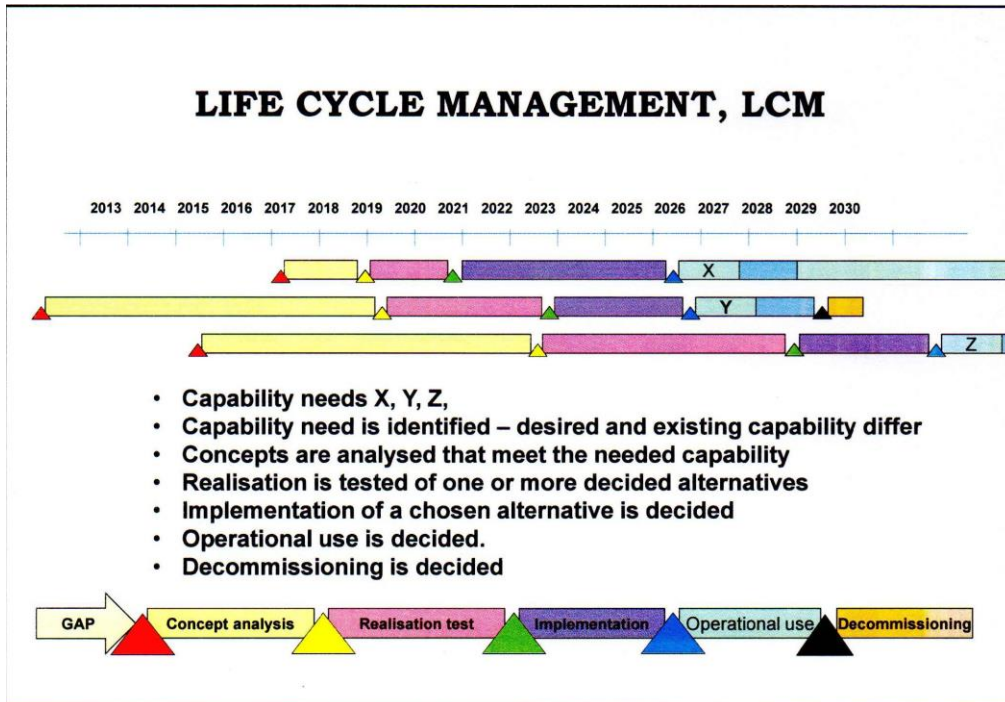 LIFE CYCLE MANAGEMENT, LCM
2013 2014 2015 2016 2017 2018 2019 2020 2021 2022 2023 2024 2025 2026 2027 2028 2029 2030
X
Y
Z
• Capability needs X, Y, Z,
• Capability need is identified – desired and existing capability differ
• Concepts are analysed that meet the needed capability
• Realisation is tested of one or more decided alternatives
• Implementation of a chosen alternative is decided
• Operational use is decided.
• Decommissioning is decided
GAP Concept analysis Realisation test Implementation Operational use Decommissioning